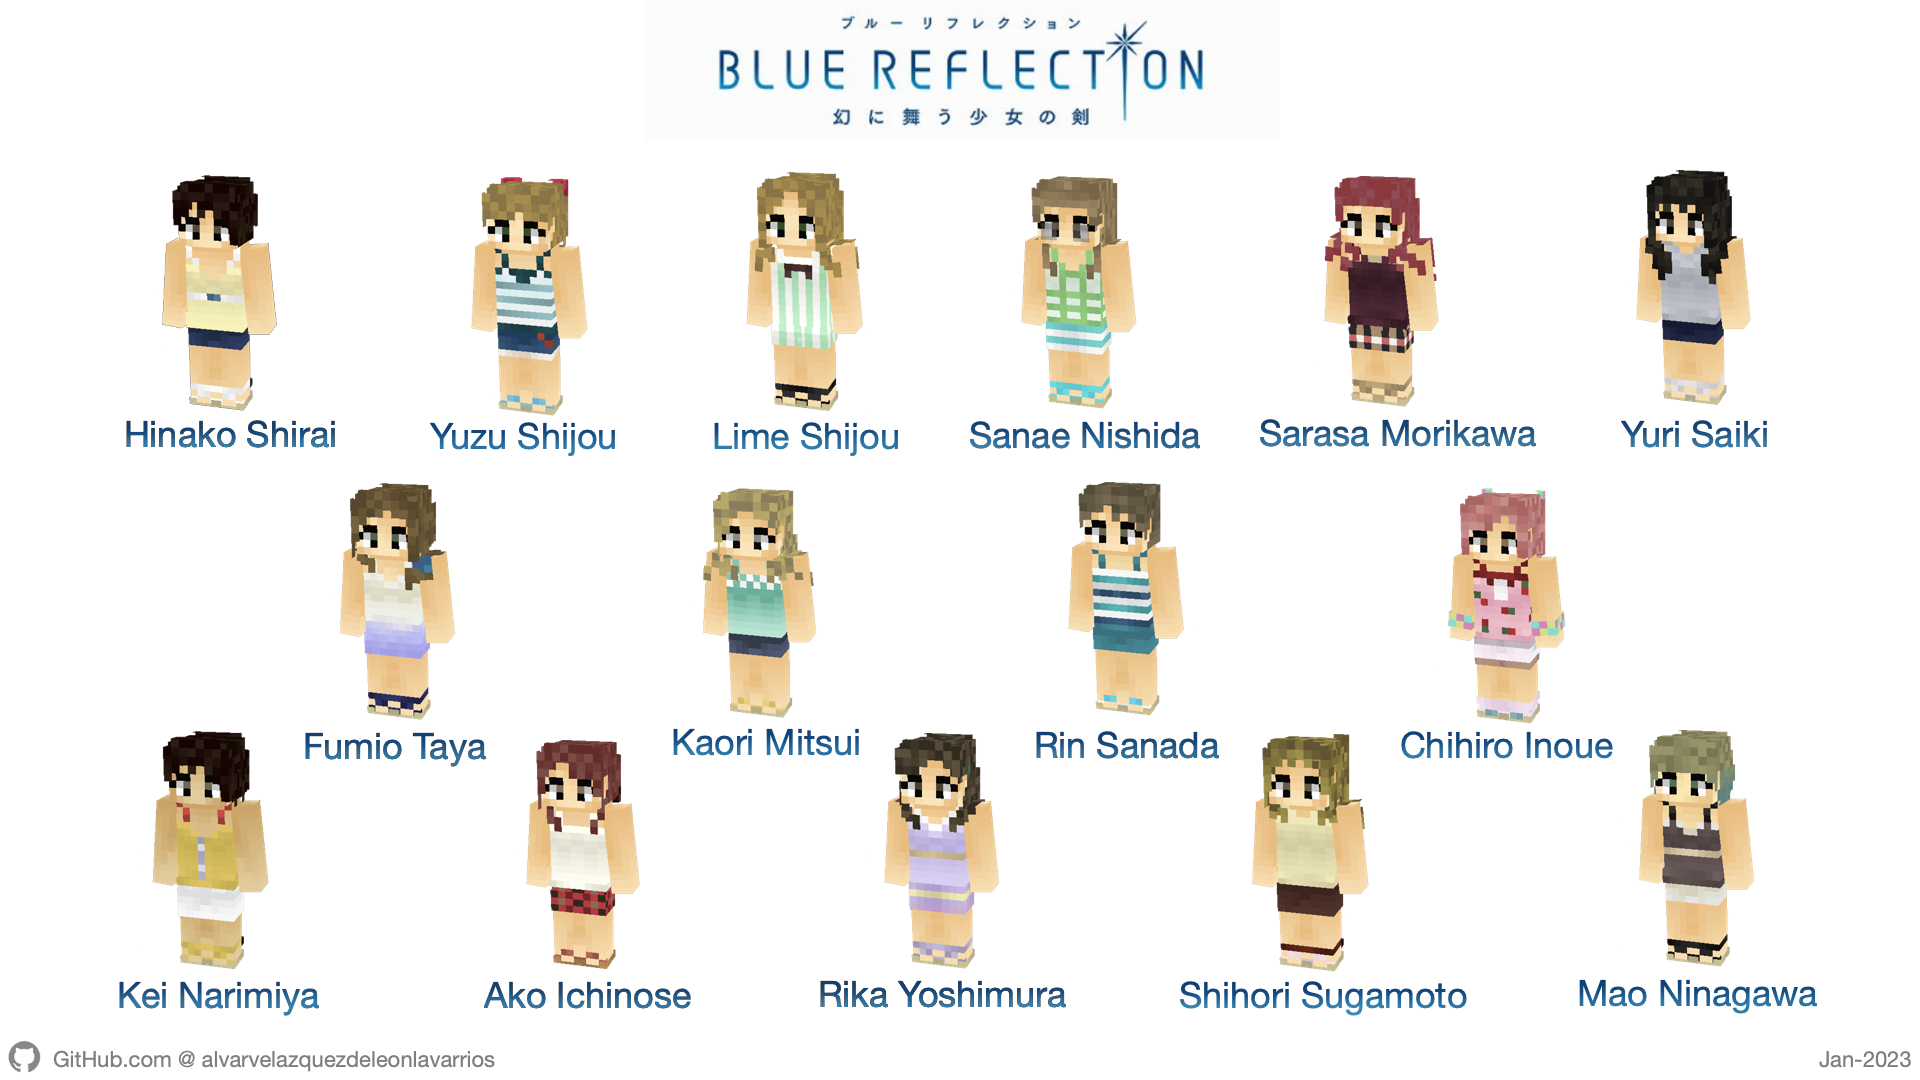 ブルーリフレクション
BLUE REFLECTION
幻に舞う少女の剣
Hinako Shirai
Yuzu Shijou
Lime Shijou
Sanae Nishida
Sarasa Morikawa
Yuri Saiki
Fumio Taya
Kaori Mitsui
Rin Sanada
Chihiro Inoue
Kei Narimiya
Ako Ichinose
Rika Yoshimura
Shihori Sugamoto
Mao Ninagawa
GitHub.com @ alvarvelazquezdeleonlavarrios
Jan-2023